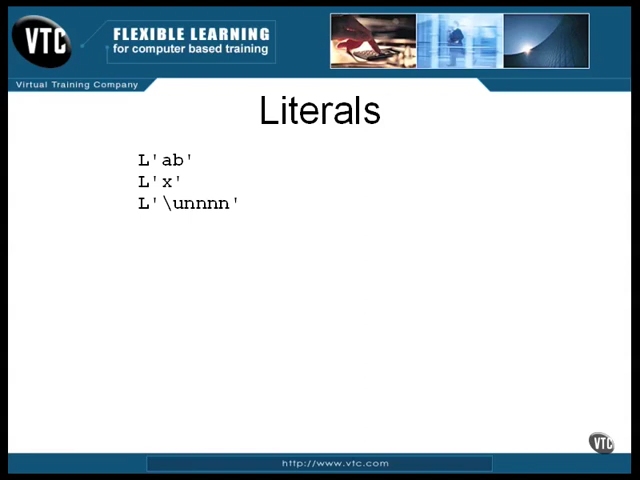 VTC
FLEXIBLE LEARNING
for computer based training
Virtual Training Company
Literals
L'ab'
L'x'
L'\unnnn'
VTC
http://www.vtc.com